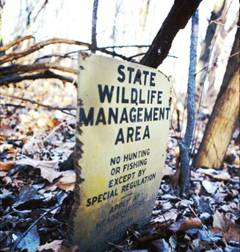 STATE
WILDLIFE
MANAGEMENT
AREA
NO HUNTING
OR FISHING
EXCEPT BY
SPECIAL REGULATION